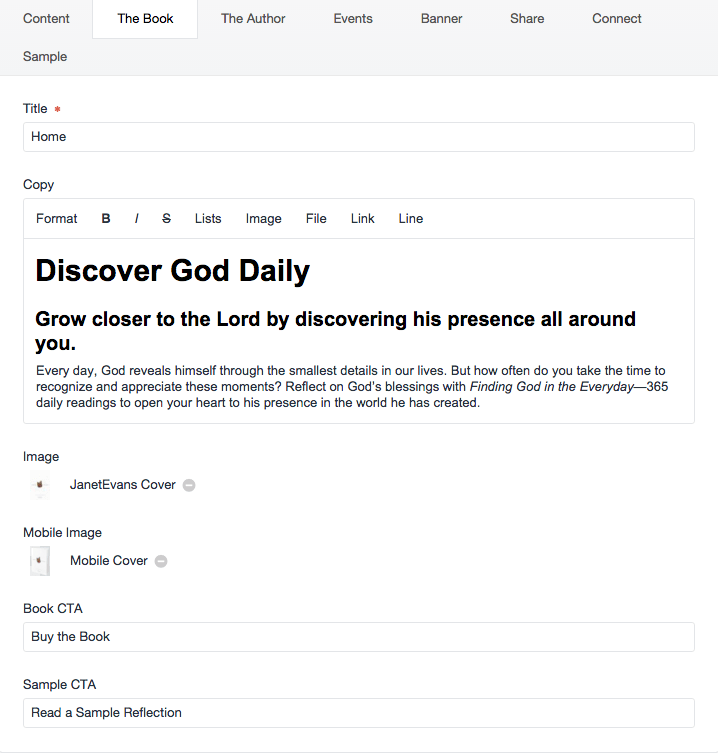 Content The Book The Author Events Banner Share Connect
Sample
Title *
Home
Copy
Format B I S Lists Image File Link Line
Discover God Daily
Grow closer to the Lord by discovering his presence all around
you.
Every day, God reveals himself through the smallest details in our lives. But how often do you take the time to
recognize and appreciate these moments? Reflect on God's blessings with Finding God in the Everyday—365
daily readings to open your heart to his presence in the world he has created.
Image
JanetEvans Cover
Mobile Image
Mobile Cover
Book CTA
Buy the Book
Sample CTA
Read a Sample Reflection